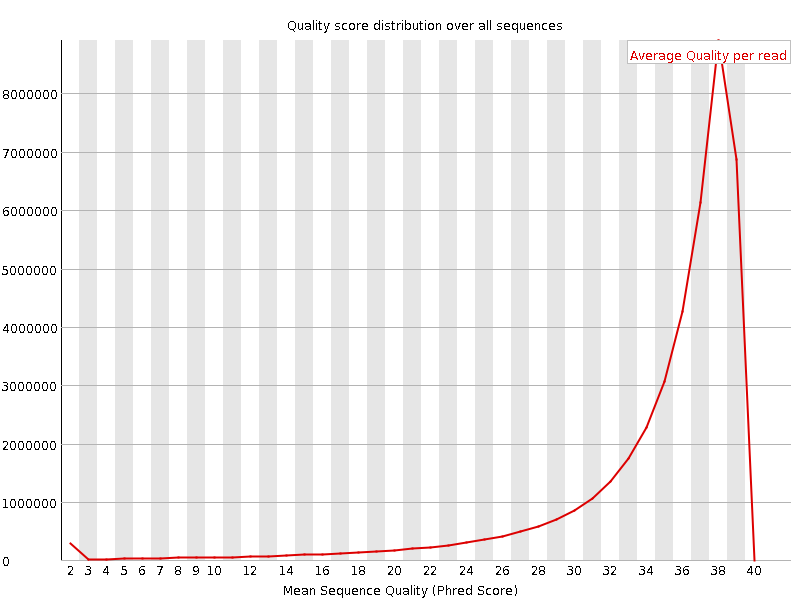 Quality score distribution over all sequences
Average Quality per read
8000000
7000000
6000000
5000000
4000000
3000000
2000000
1000000
0
2 3 4 5 6 7 8 9 10 12 14 16 18 20 22 24 26 28 30 32 34 36 38 40
Mean Sequence Quality (Phred Score)